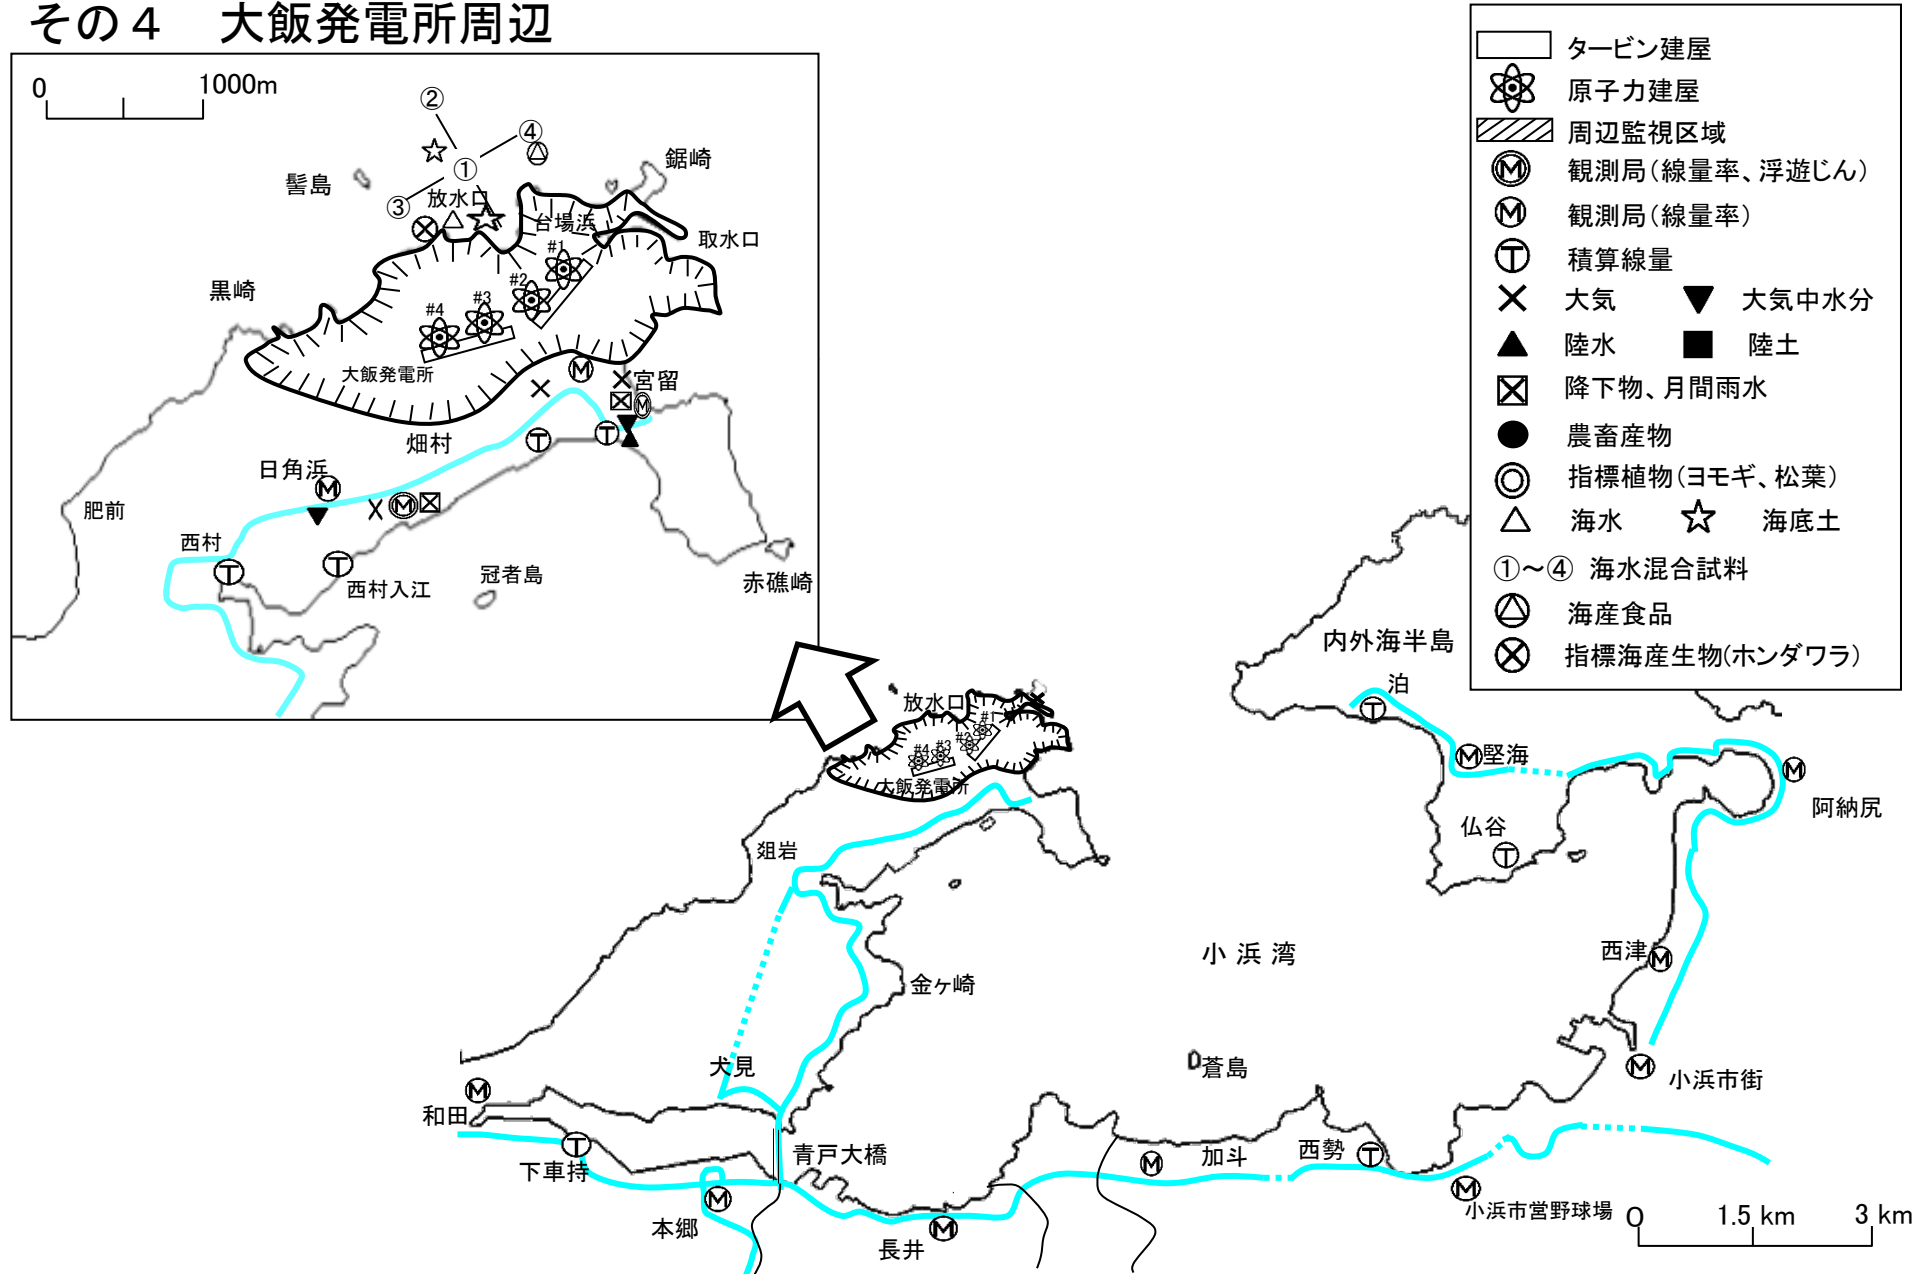 その４　大飯発電所周辺
0
1000m
②
④
①
③
髻島
鋸崎
放水口
台場浜
取水口
#1
#2
#3
#4
黒崎
大飯発電所
宮留
畑村
日角浜
肥前
西村
西村入江
冠者島
赤礁崎
タービン建屋
原子力建屋
周辺監視区域
観測局(線量率、浮遊じん)
観測局(線量率)
積算線量
大気
大気中水分
陸水
陸土
降下物、月間雨水
農畜産物
指標植物(ヨモギ、松葉)
海水
海底土
①～④ 海水混合試料
海産食品
指標海産生物(ホンダワラ)
内外海半島
泊
堅海
仏谷
阿納尻
西津
小浜市街
放水口
#1
#2
#3
#4
大飯発電所
爼岩
小 浜 湾
金ヶ崎
犬見
蒼島
和田
下車持
青戸大橋
本郷
長井
加斗
西勢
小浜市営野球場
0
1.5 km
3 km